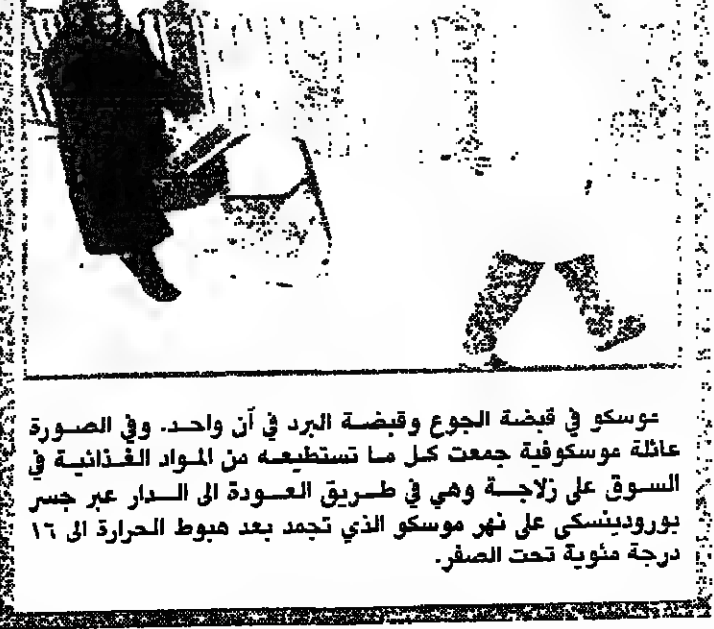 موسكو في قبضة الجوع وقبضة البرد في آن واحد. وفي الصورة
عائلة موسكوفية جمعت كل ما تستطيعه من المواد الغذائية في
السوق على زلاجة وهي في طريق العودة الى الدار عبر جسر
بورودينسكي على نهر موسكو الذي تجمد بعد هبوط الحرارة الى ١٦
درجة مئوية تحت الصفر.